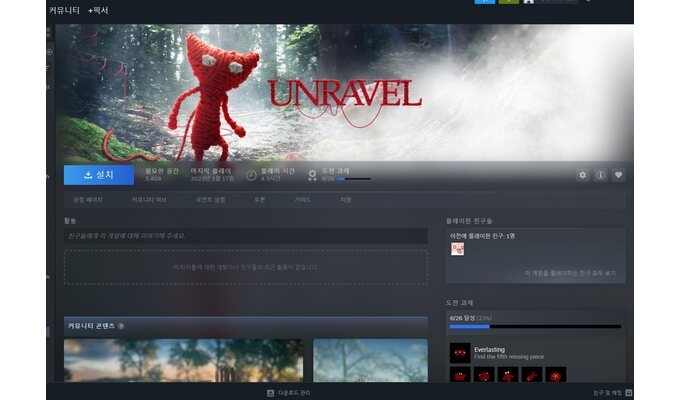 커뮤니티 +픽서
UNRAVEL
설치
필요한 공간 마지막 플레이 플레이 시간 도전 과제
3.4GB 2023년 1월 17일 4.3시간 6/26
상점 페이지 커뮤니티 허브 포인트 상점 토론 가이드 지원
활동
친구들에게 이 게임에 대해 이야기해 주세요.
이 타이틀에 대한 개발자나 친구들의 최근 활동이 없습니다.
커뮤니티 콘텐츠 ?
플레이한 친구들
이전에 플레이한 친구: 1명
이 게임을 플레이하는 친구 모두 보기
도전 과제
6/26 달성 (23%)
Everlasting
Find the fifth missing piece
다운로드 관리
친구 및 채팅